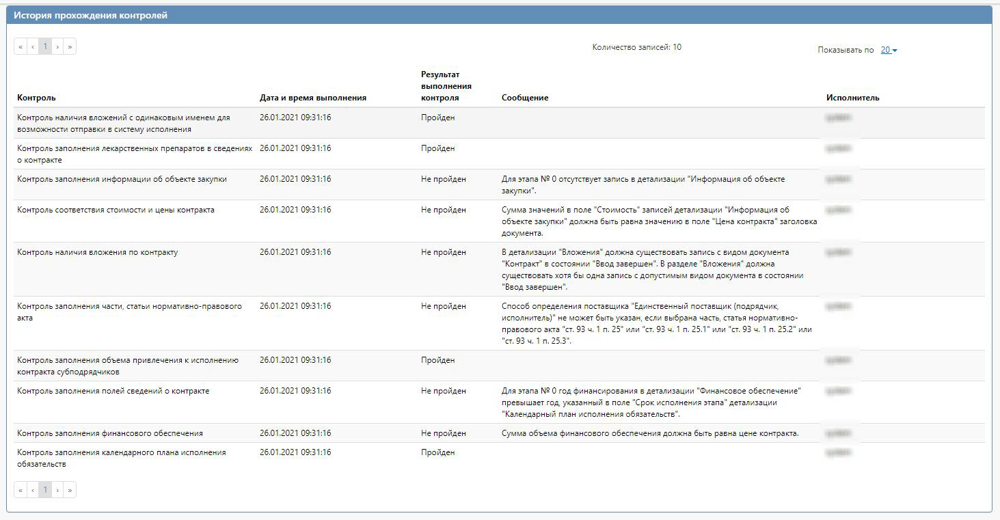 История прохождения контролей
« ‹ 1 › »
Количество записей: 10
Показывать по 20
Контроль
Дата и время выполнения
Результат
выполнения
контроля
Сообщение
Исполнитель
Контроль наличия вложений с одинаковым именем для
возможности отправки в систему исполнения
26.01.2021 09:31:16
Пройден
Контроль заполнения лекарственных препаратов в сведениях
о контракте
26.01.2021 09:31:16
Пройден
Контроль заполнения информации об объекте закупки
26.01.2021 09:31:16
Не пройден
Для этапа № 0 отсутствует запись в детализации "Информация об объекте
закупки".
Контроль соответствия стоимости и цены контракта
26.01.2021 09:31:16
Не пройден
Сумма значений в поле "Стоимость" записей детализации "Информация об
объекте закупки" должна быть равна значению в поле "Цена контракта" заголовка
документа.
Контроль наличия вложения по контракту
26.01.2021 09:31:16
Не пройден
В детализации "Вложения" должна существовать запись с видом документа
"Контракт" в состоянии "Ввод завершен". В разделе "Вложения" должна
существовать хотя бы одна запись с допустимым видом документа в состоянии
"Ввод завершен".
Контроль заполнения части, статьи нормативно-правового
акта
26.01.2021 09:31:16
Не пройден
Способ определения поставщика "Единственный поставщик (подрядчик,
исполнитель)" не может быть указан, если выбрана часть, статья нормативно-
правового акта "ст. 93 ч. 1 п. 25" или "ст. 93 ч. 1 п. 25.1" или "ст. 93 ч. 1 п. 25.2" или
"ст. 93 ч. 1 п. 25.3".
Контроль заполнения объема привлечения к исполнению
контракта субподрядчиков
26.01.2021 09:31:16
Пройден
Контроль заполнения полей сведений о контракте
26.01.2021 09:31:16
Не пройден
Для этапа № 0 год финансирования в детализации "Финансовое обеспечение"
превышает год, указанный в поле "Срок исполнения этапа" детализации
"Календарный план исполнения обязательств".
Контроль заполнения финансового обеспечения
26.01.2021 09:31:16
Не пройден
Сумма объема финансового обеспечения должна быть равна цене контракта.
Контроль заполнения календарного плана исполнения
обязательств
26.01.2021 09:31:16
Пройден
« ‹ 1 › »